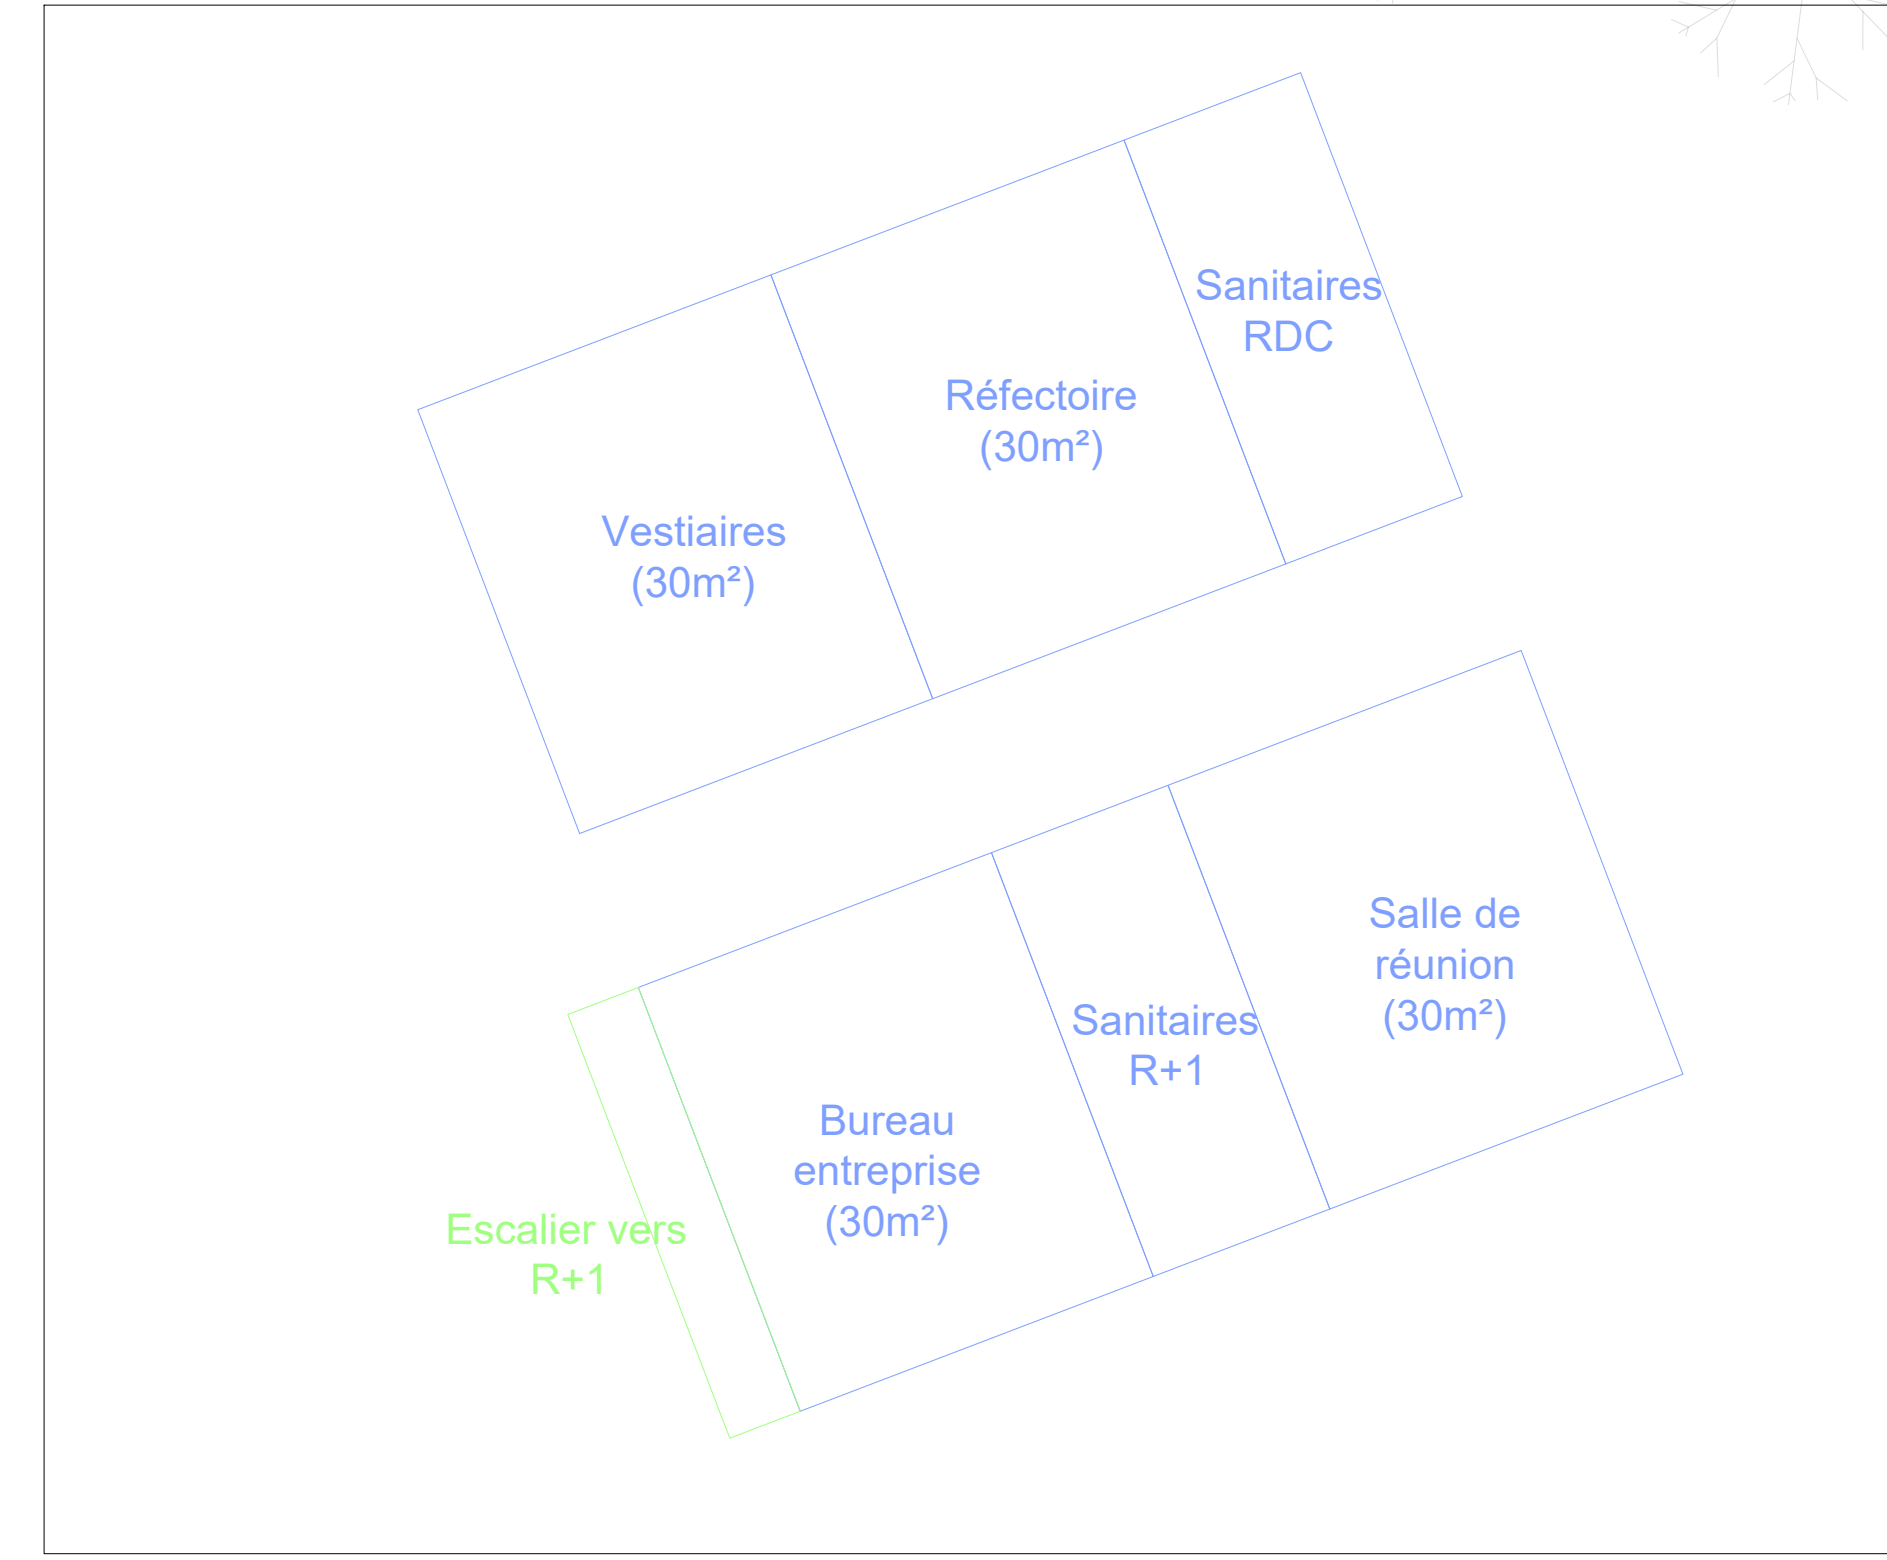 Sanitaires
RDC
Réfectoire
(30m²)
Vestiaires
(30m²)
Salle de
réunion
(30m²)
Sanitaires
R+1
Bureau
entreprise
(30m²)
Escalier vers
R+1